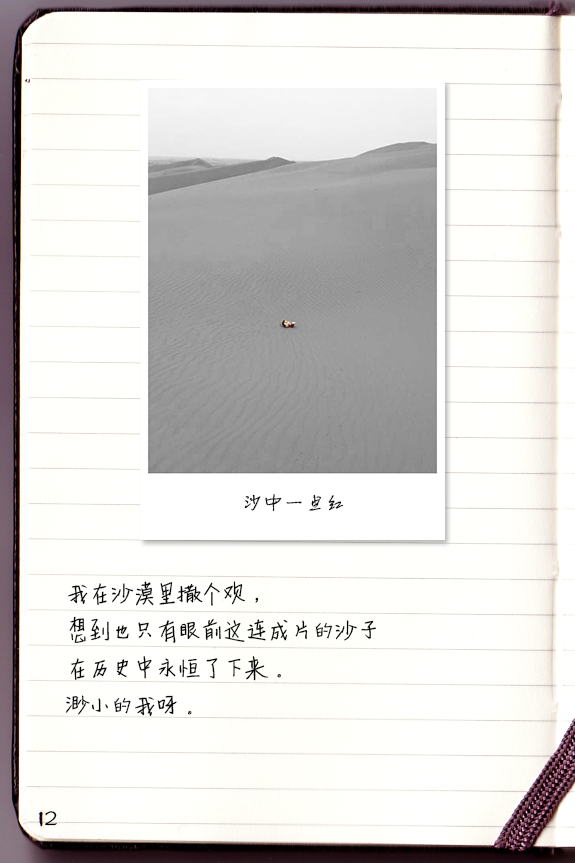 沙中一点红
我在沙漠里撒个欢，
想到也只有眼前这连成片的沙子
在历史中永恒了下来。
渺小的我呀。
12